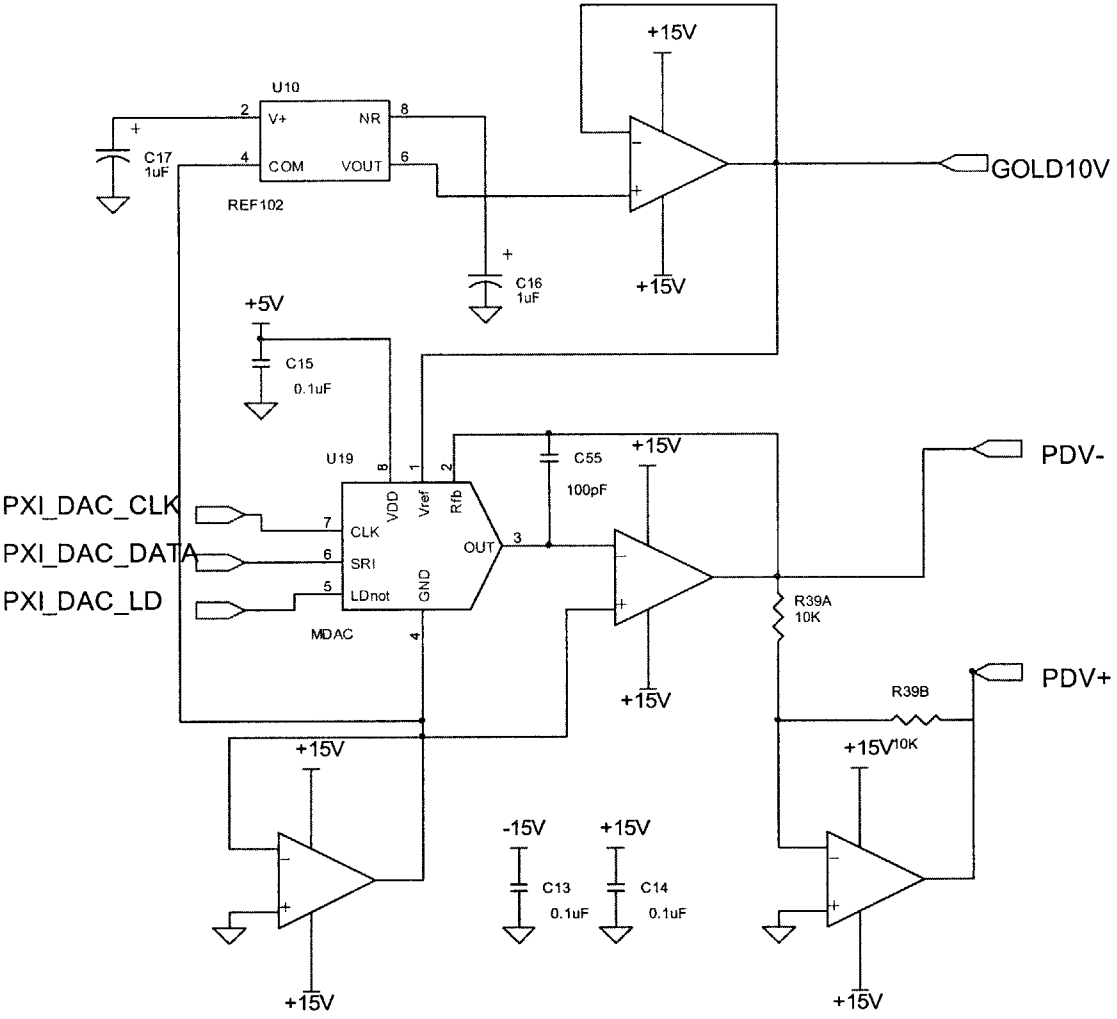 +15V
U10
2
V+
NR
8
+
C17
1uF
4
COM
VOUT
6
REF102
−
+
GOLD10V
+
C16
1uF
+15V
+5V
C15
0.1uF
U19
8
1
2
VDD
Vref
Rfb
C55
100pF
+15V
PDV-
PXI_DAC_CLK
7
CLK
PXI_DAC_DATA
6
SRI
OUT
3
−
PXI_DAC_LD
5
LDnot
GND
+
MDAC
4
R39A
10K
+15V
PDV+
R39B
10K
+15V
+15V
−
+
+15V
-15V
C13
0.1uF
+15V
C14
0.1uF
−
+
+15V